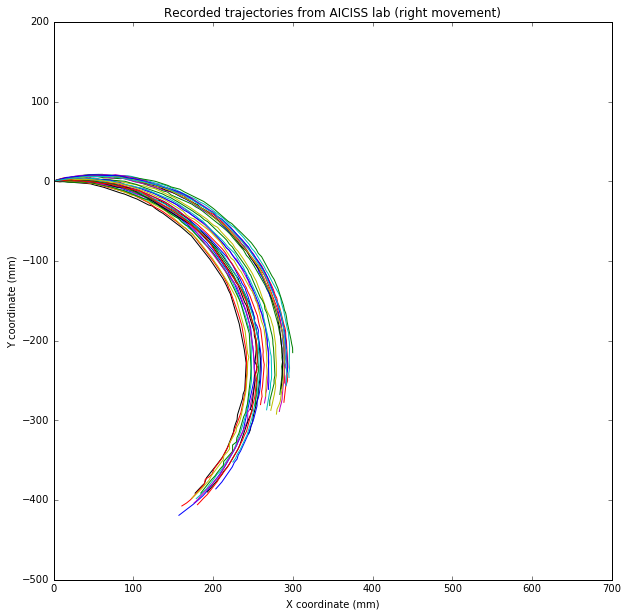 Recorded trajectories from AICISS lab (right movement)
200
100
0
−100
−200
−300
−400
−500
Y coordinate (mm)
0 100 200 300 400 500 600 700
X coordinate (mm)